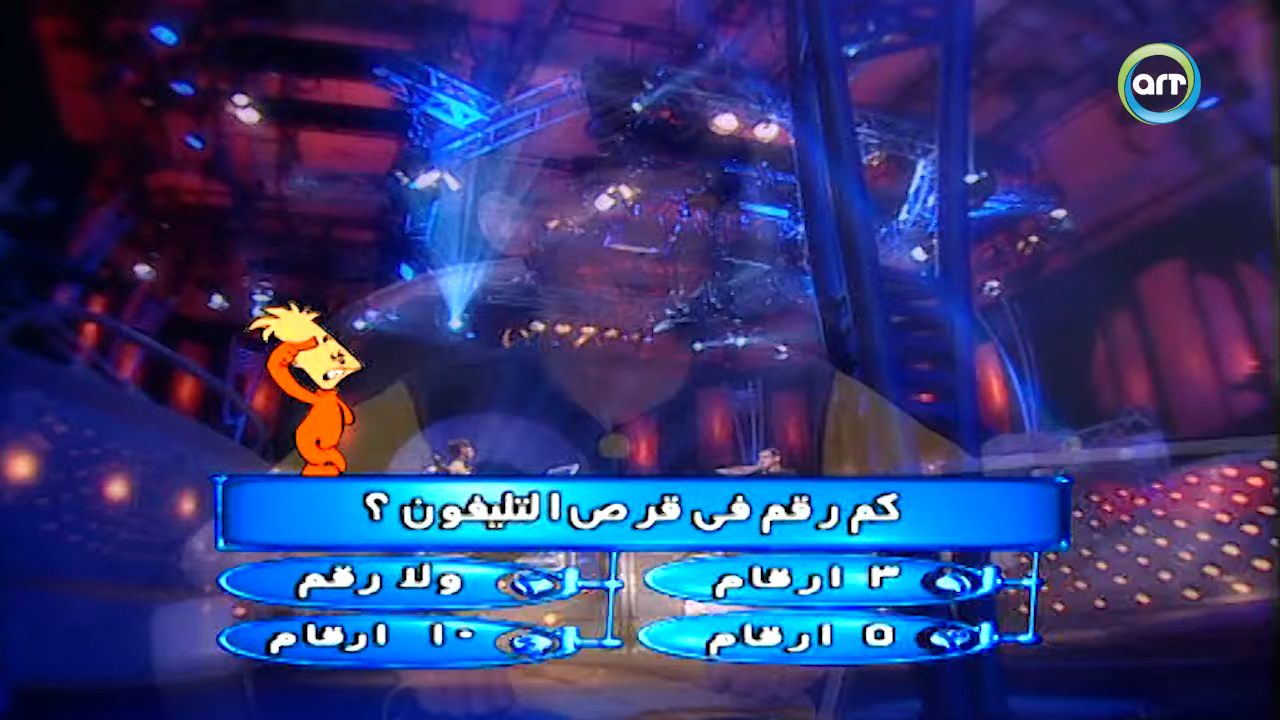 art
كم رقم فى قرص التليفون ؟
٣ ارقام
ولا رقم
٥ ارقام
١٠ ارقام